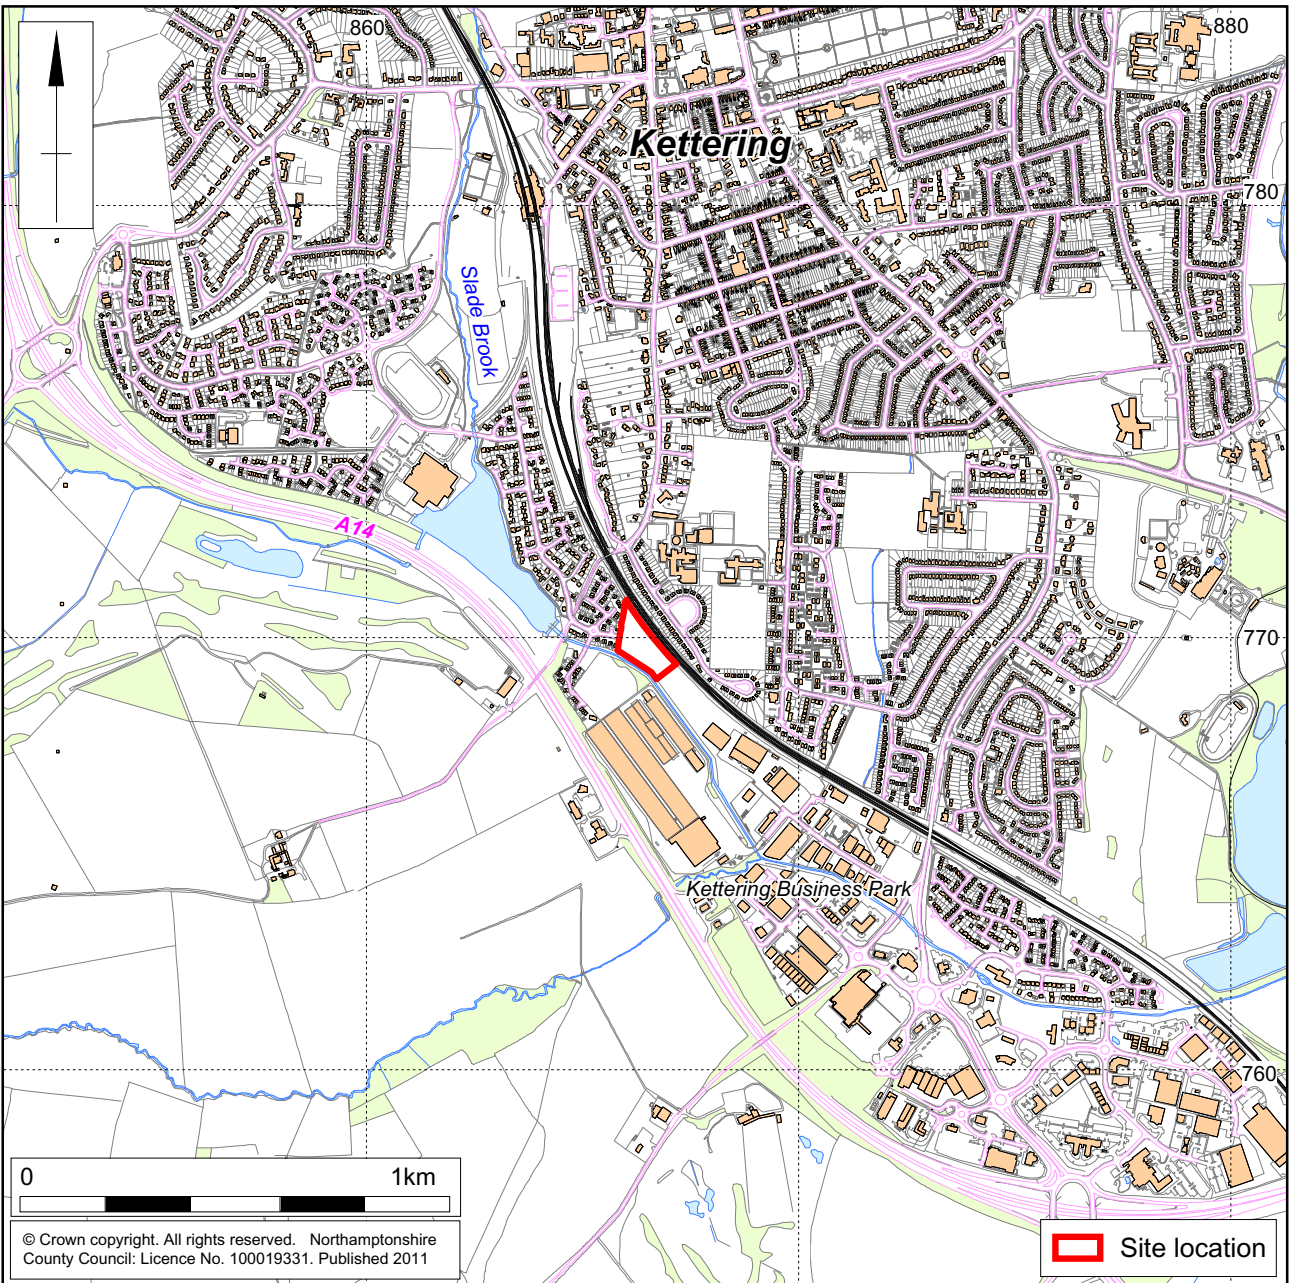 860
880
Kettering
780
Slade Brook
A14
770
Kettering Business Park
760
0 1km
© Crown copyright. All rights reserved. Northamptonshire
County Council: Licence No. 100019331. Published 2011
Site location